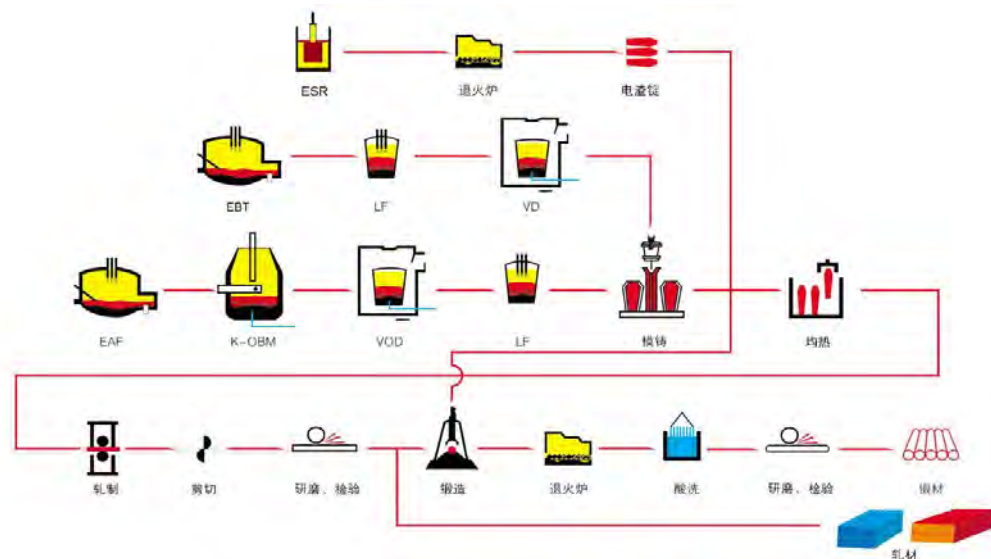 ESR
退火炉
电渣锭
EBT
LF
VD
EAF
K-OBM
VOD
LF
模铸
均热
轧制
剪切
研磨、检验
锻造
退火炉
酸洗
研磨、检验
锻材
轧材